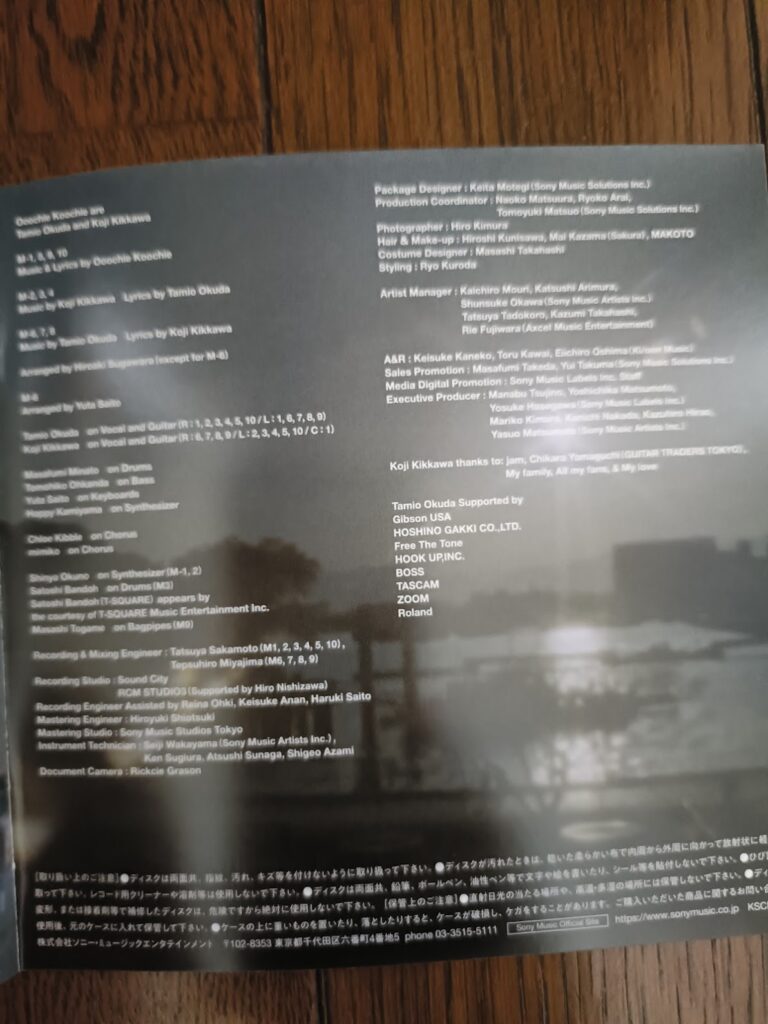 Ooochie Koochie are
Tamio Okuda and Koji Kikkawa
M-1, 5, 9, 10
Music & Lyrics by Ooochie Koochie
M-2, 3, 4
Music by Koji Kikkawa Lyrics by Tamio Okuda
M-6, 7, 8
Music by Tamio Okuda Lyrics by Koji Kikkawa
Arranged by Hiroaki Sugawara (except for M-8)
Arranged by Yuta Saito
Tamio Okuda on Vocal and Guitar (R : 1, 2, 3, 4, 5, 10 / L : 1, 6, 7, 8, 9)
Koji Kikkawa on Vocal and Guitar (R : 6, 7, 8, 9 / L : 2, 3, 4, 5, 10 / C : 1)
Masafumi Minato on Drums
Tomohiko Ohkanda on Bass
Yuta Saito on Keyboards
Hoppy Kamiyama on Synthesizer
Chloe Kibble on Chorus
mimiko on Chorus
Shinya Okuno on Synthesizer (M-1, 2)
Satoshi Bandoh on Drums (M3)
Satoshi Bandoh (T-SQUARE) appears by
the courtesy of T-SQUARE Music Entertainment Inc.
Masashi Togame on Bagpipes (M9)
Recording & Mixing Engineer : Tatsuya Sakamoto (M1, 2, 3, 4, 5, 10) ,
Tepsuhiro Miyajima (M6, 7, 8, 9)
Recording Studio : Sound City
RCM STUDIO3 (Supported by Hiro Nishizawa)
Recording Engineer Assisted by Reina Ohki, Keisuke Anan, Haruki Saito
Mastering Engineer : Hiroyuki Shiotsuki
Mastering Studio : Sony Music Studios Tokyo
Instrument Technician : Seiji Wakayama (Sony Music Artists Inc.) ,
Ken Sugiura, Atsushi Sunaga, Shigeo Azami
Document Camera : Rickcie Grason
Package Designer : Keita Motegi (Sony Music Solutions Inc.)
Production Coordinator : Naoko Matsuura, Ryoko Arai,
Tomoyuki Matsuo (Sony Music Solutions Inc.)
Photographer : Hiro Kimura
Hair & Make-up : Hiroshi Kunisawa, Mai Kazama (Sakura) , MAKOTO
Costume Designer : Masashi Takahashi
Styling : Ryo Kuroda
Artist Manager : Kaichiro Mouri, Katsushi Arimura,
Shunsuke Okawa (Sony Music Artists Inc.)
Tatsuya Tadokoro, Kazumi Takahashi,
Rie Fujiwara (Axcel Music Entertainment)
A&R : Keisuke Kaneko, Toru Kawai, Eiichiro Oshima (Ki/oon Music)
Sales Promotion : Masafumi Takeda, Yui Takuma (Sony Music Solutions Inc.)
Media Digital Promotion : Sony Music Labels Inc. Staff
Executive Producer : Manabu Tsujino, Yoshichika Matsumoto,
Yosuke Hasegawa (Sony Music Labels Inc.)
Mariko Kimura, Kenichi Nakada, Kazuhiro Hirao,
Yasuo Matsumoto (Sony Music Artists Inc.)
Koji Kikkawa thanks to: jam, Chikara Yamaguchi (GUITAR TRADERS TOKYO) ,
My family, All my fans, & My love
Tamio Okuda Supported by
Gibson USA
HOSHINO GAKKI CO.,LTD.
Free The Tone
HOOK UP,INC.
BOSS
TASCAM
ZOOM
Roland
[取り扱い上のご注意]●ディスクは両面共、指紋、汚れ、キズ等を付けないように取り扱って下さい。●ディスクが汚れたときは、乾いた柔らかい布で内周から外周に向かって放射状に軽
取って下さい。レコード用クリーナーや溶剤等は使用しないで下さい。●ディスクは両面共、鉛筆、ボールペン、油性ペン等で文字や絵を書いたり、シール等を貼付しないで下さい。●ひび
変形、または接着剤等で補修したディスクは、危険ですから絶対に使用しないで下さい。[保管上のご注意]●直射日光の当たる場所や、高温・多湿の場所には保管しないで下さい。●ディ
使用後、元のケースに入れて保管して下さい。●ケースの上に重いものを置いたり、落としたりすると、ケースが破損し、ケガをすることがあります。ご購入いただいた商品に関するお問い合
株式会社ソニー・ミュージックエンタテインメント 〒102-8353 東京都千代田区六番町4番地5 phone 03-3515-5111 Sony Music Official Site https://www.sonymusic.co.jp KSCL